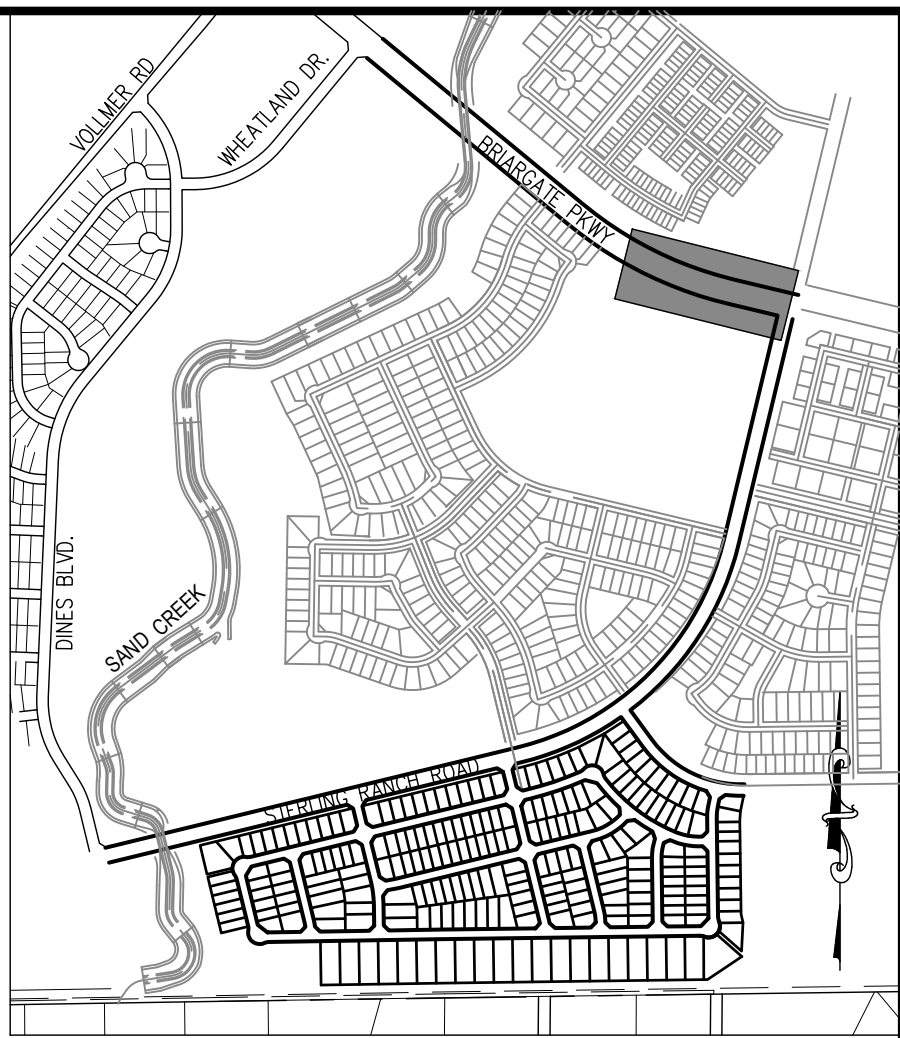 VOLLMER RD
WHEATLAND DR.
BRIARGATE PKWY
DINES BLVD.
SAND CREEK
STERLING RANCH ROAD